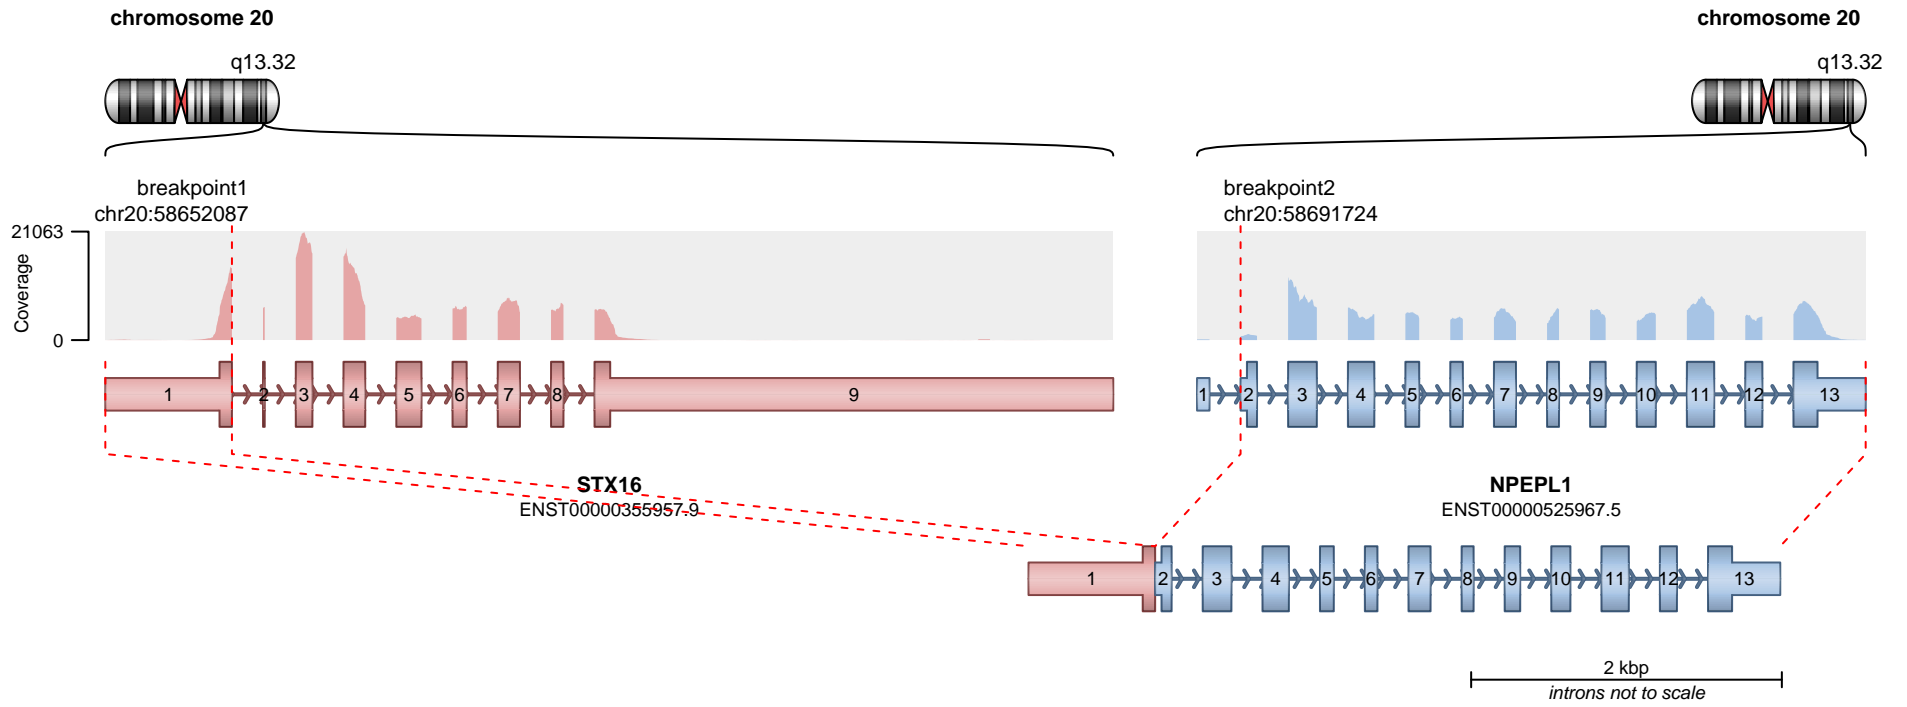 chromosome 20
chromosome 20
q13.32
q13.32
breakpoint1
chr20:58652087
breakpoint2
chr20:58691724
21063
Coverage
0
1 2 3 4 5 6 7 8 9
1 2 3 4 5 6 7 8 9 10 11 12 13
STX16
ENST00000355957.9
NPEPL1
ENST00000525967.5
1 2 3 4 5 6 7 8 9 10 11 12 13
2 kbp
introns not to scale